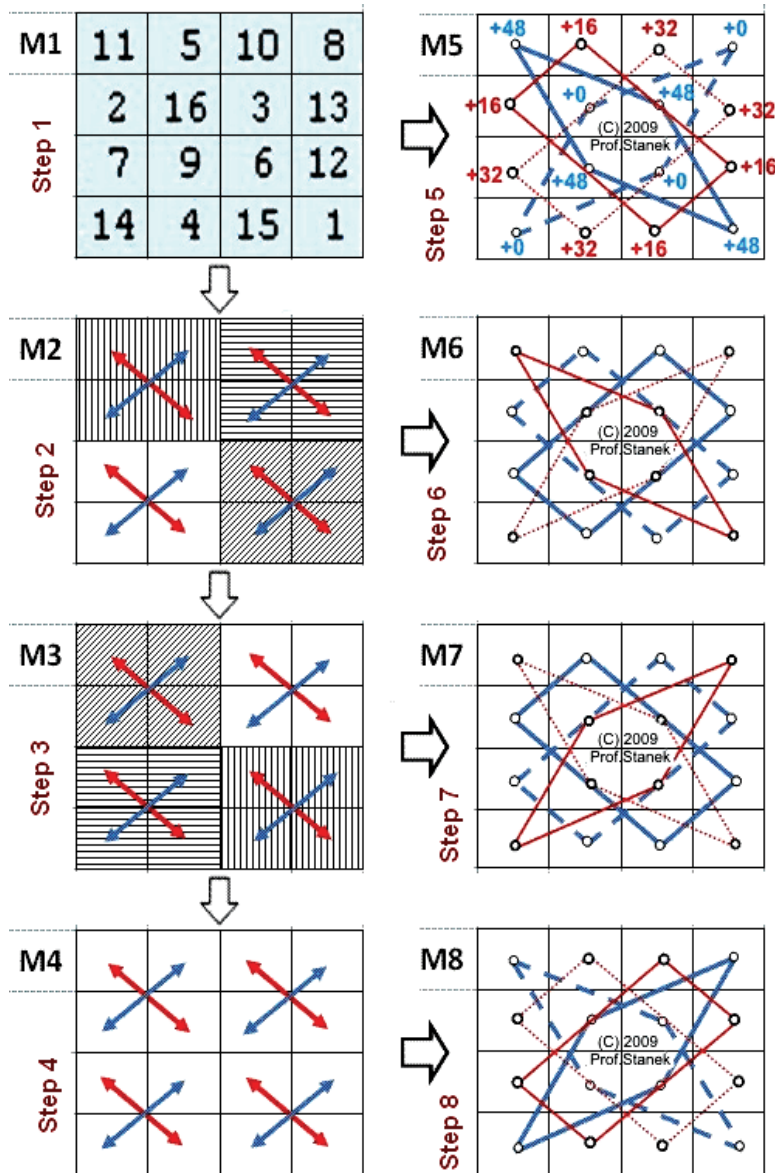 M1 11 5 10 8
2 16 3 13
7 9 6 12
14 4 15 1
Step 1
M5
+48 +16 +32 +0
+16 +0 +48 +32
(C) 2009
Prof.Stanek
+32 +48 +0 +16
+0 +32 +16 +48
Step 5
M2
Step 2
M6
(C) 2009
Prof.Stanek
Step 6
M3
Step 3
M7
(C) 2009
Prof.Stanek
Step 7
M4
Step 4
M8
(C) 2009
Prof.Stanek
Step 8